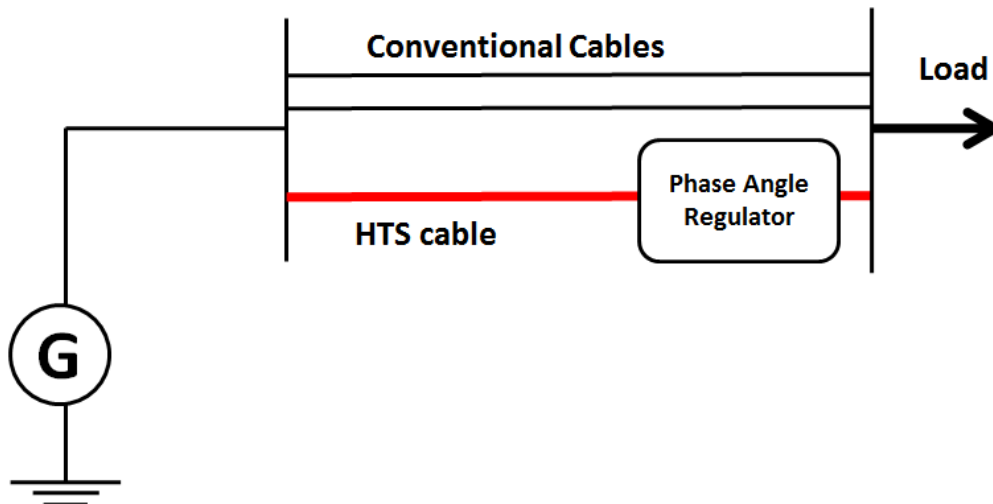 Conventional Cables
Load
Phase Angle
Regulator
HTS cable
G